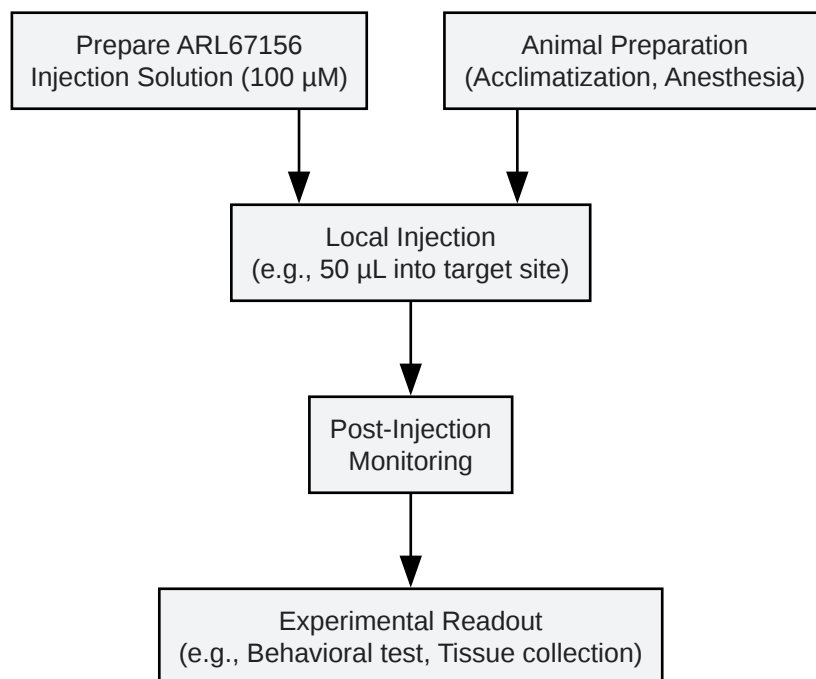 Prepare ARL67156
Injection Solution (100 µM)
Animal Preparation
(Acclimatization, Anesthesia)
Local Injection
(e.g., 50 µL into target site)
Post-Injection
Monitoring
Experimental Readout
(e.g., Behavioral test, Tissue collection)